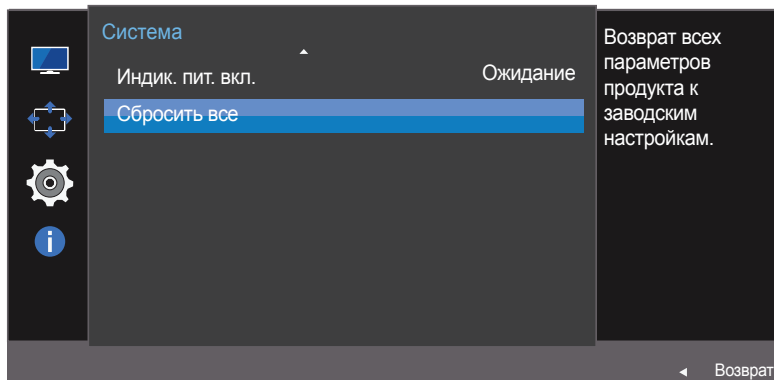 Система
Индик. пит. вкл. Ожидание
Сбросить все
Возврат всех
параметров
продукта к
заводским
настройкам.
Возврат